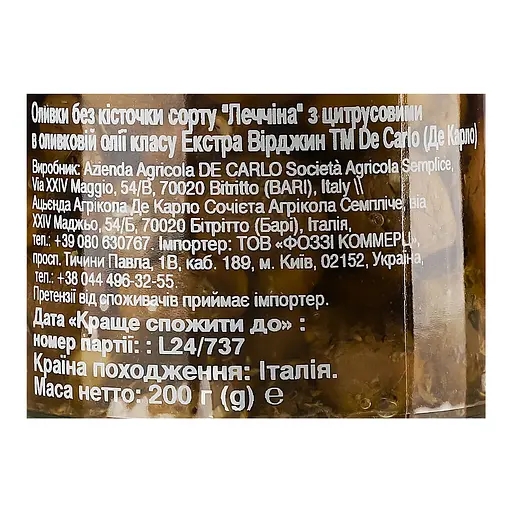 Оливки без кісточки сорту "Леччіна" з цитрусовими
в оливковій олії класу Екстра Вірджин ТМ De Carlo (Де Карло)
Виробник: Azienda Agricola DE CARLO Società Agricola Semplice,
Via XXIV Maggio, 54/B, 70020 Bitritto (BARI), Italy \\
Ацьєнда Агрікола Де Карло Сочієта Агрікола Семпліче, віа
XXIV Маджьо, 54/Б, 70020 Бітрітто (Барі), Італія,
тел.: +39 080 630767. Імпортер: ТОВ «ФОЗЗІ КОММЕРЦ»,
просп. Тичини Павла, 1В, каб. 189, м. Київ, 02152, Україна,
тел.: +38 044 496-32-55.
Претензії від споживачів приймає імпортер.
Дата «Краще спожити до» :
номер партії: : L24/737
Країна походження: Італія.
Маса нетто: 200 г (g) ℮